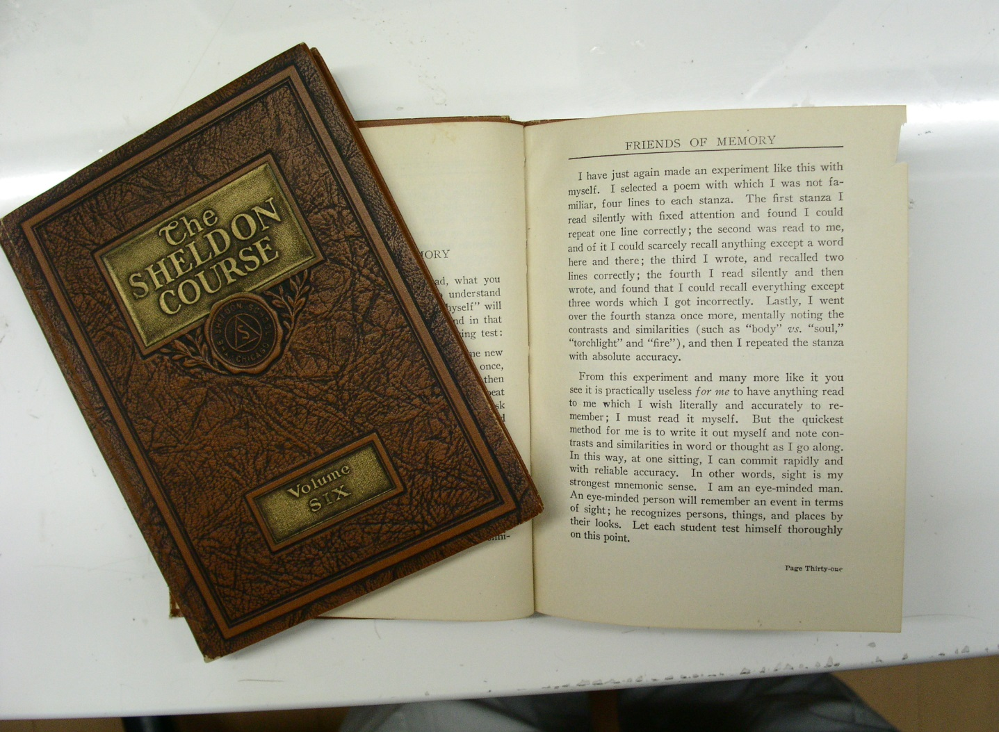 The
SHELDON
COURSE
CHICAGO
Volume
SIX
what you
understand
will
in that
test:
new
once,
then
FRIENDS OF MEMORY
I have just again made an experiment like this with
myself. I selected a poem with which I was not fa-
miliar, four lines to each stanza. The first stanza I
read silently with fixed attention and found I could
repeat one line correctly; the second was read to me,
and of it I could scarcely recall anything except a word
here and there; the third I wrote, and recalled two
lines correctly; the fourth I read silently and then
wrote, and found that I could recall everything except
three words which I got incorrectly. Lastly, I went
over the fourth stanza once more, mentally noting the
contrasts and similarities (such as “body” vs. “soul,”
“torchlight” and “fire”), and then I repeated the stanza
with absolute accuracy.
From this experiment and many more like it you
see it is practically useless for me to have anything read
to me which I wish literally and accurately to re-
member; I must read it myself. But the quickest
method for me is to write it out myself and note con-
trasts and similarities in word or thought as I go along.
In this way, at one sitting, I can commit rapidly and
with reliable accuracy. In other words, sight is my
strongest mnemonic sense. I am an eye-minded man.
An eye-minded person will remember an event in terms
of sight; he recognizes persons, things, and places by
their looks. Let each student test himself thoroughly
on this point.
Page Thirty-one